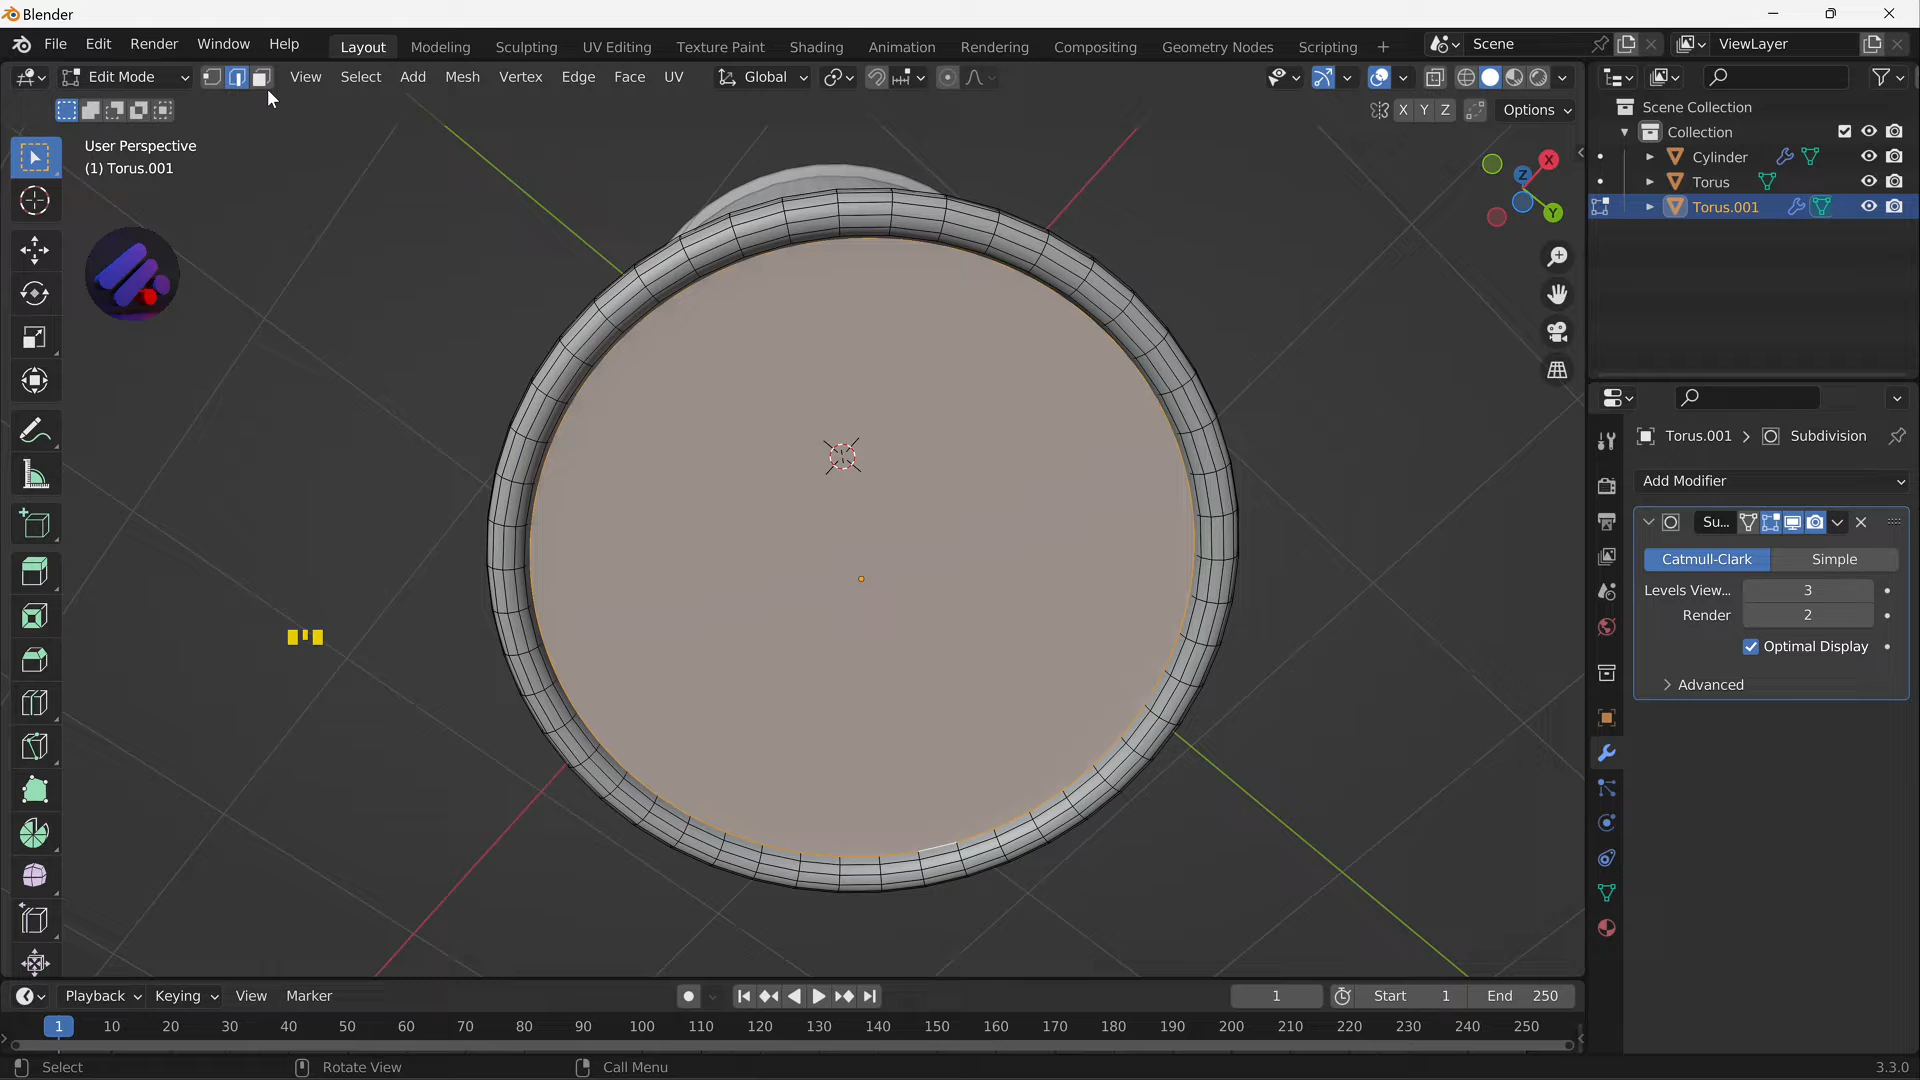 Blender
File Edit Render Window Help Layout Modeling Sculpting UV Editing Texture Paint Shading Animation Rendering Compositing Geometry Nodes Scripting + Scene ViewLayer
Edit Mode View Select Add Mesh Vertex Edge Face UV Global
X Y Z Options
User Perspective
(1) Torus.001
X
Z
Y
Scene Collection
Collection
Cylinder
Torus
Torus.001
Torus.001 Subdivision
Add Modifier
Su...
Catmull-Clark Simple
Levels View... 3
Render 2
Optimal Display
Advanced
Playback Keying View Marker 1 Start 1 End 250
1 10 20 30 40 50 60 70 80 90 100 110 120 130 140 150 160 170 180 190 200 210 220 230 240 250
Select Rotate View Call Menu 3.3.0